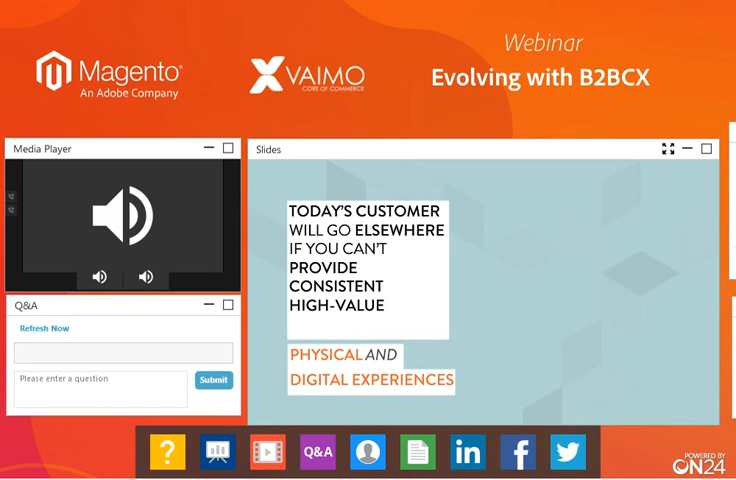 Magento®
An Adobe Company
VAIMO
CORE OF COMMERCE
Webinar
Evolving with B2BCX
Media Player
Q&A
Refresh Now
Please enter a question
Submit
Slides
TODAY'S CUSTOMER
WILL GO ELSEWHERE
IF YOU CAN'T
PROVIDE
CONSISTENT
HIGH-VALUE
PHYSICAL AND
DIGITAL EXPERIENCES
?
Q&A
in
f
POWERED BY
ON24